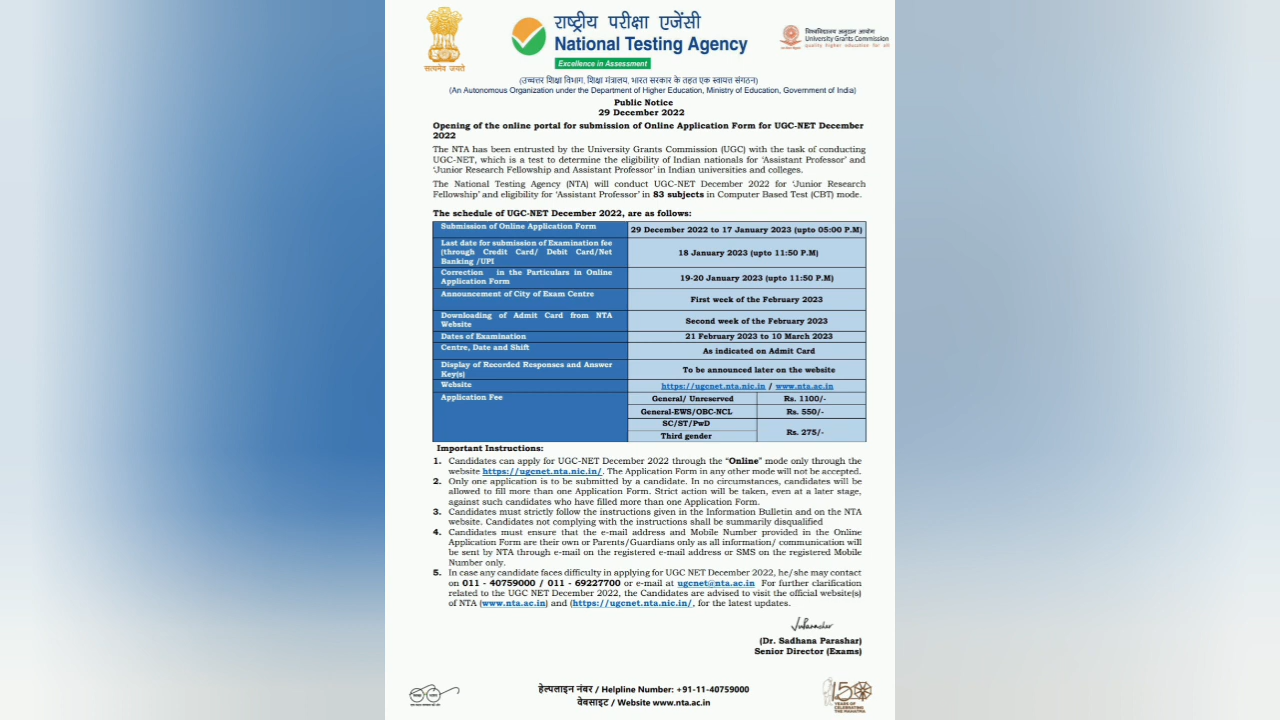 राष्ट्रीय परीक्षा एजेंसी
National Testing Agency
Excellence in Assessment
सत्यमेव जयते
विश्वविद्यालय अनुदान आयोग
University Grants Commission
quality higher education for all
(उच्चतर शिक्षा विभाग, शिक्षा मंत्रालय, भारत सरकार के तहत एक स्वायत्त संगठन)
(An Autonomous Organization under the Department of Higher Education, Ministry of Education, Government of India)
Public Notice
29 December 2022
Opening of the online portal for submission of Online Application Form for UGC-NET December
2022
The NTA has been entrusted by the University Grants Commission (UGC) with the task of conducting
UGC-NET, which is a test to determine the eligibility of Indian nationals for 'Assistant Professor' and
'Junior Research Fellowship and Assistant Professor' in Indian universities and colleges.
The National Testing Agency (NTA) will conduct UGC-NET December 2022 for 'Junior Research
Fellowship' and eligibility for 'Assistant Professor' in 83 subjects in Computer Based Test (CBT) mode.
The schedule of UGC-NET December 2022, are as follows:
Submission of Online Application Form
29 December 2022 to 17 January 2023 (upto 05:00 P.M)
Last date for submission of Examination fee
(through Credit Card/ Debit Card/Net
Banking /UPI
18 January 2023 (upto 11:50 P.M)
Correction in the Particulars in Online
Application Form
19-20 January 2023 (upto 11:50 P.M)
Announcement of City of Exam Centre
First week of the February 2023
Downloading of Admit Card from NTA
Website
Second week of the February 2023
Dates of Examination
21 February 2023 to 10 March 2023
Centre, Date and Shift
As indicated on Admit Card
Display of Recorded Responses and Answer
Key(s)
To be announced later on the website
Website
https://ugcnet.nta.nic.in / www.nta.ac.in
Application Fee
General/ Unreserved Rs. 1100/-
General-EWS/OBC-NCL Rs. 550/-
SC/ST/PwD
Third gender
Rs. 275/-
Important Instructions:
1. Candidates can apply for UGC-NET December 2022 through the "Online" mode only through the
website https://ugcnet.nta.nic.in/. The Application Form in any other mode will not be accepted.
2. Only one application is to be submitted by a candidate. In no circumstances, candidates will be
allowed to fill more than one Application Form. Strict action will be taken, even at a later stage,
against such candidates who have filled more than one Application Form.
3. Candidates must strictly follow the instructions given in the Information Bulletin and on the NTA
website. Candidates not complying with the instructions shall be summarily disqualified
4. Candidates must ensure that the e-mail address and Mobile Number provided in the Online
Application Form are their own or Parents/Guardians only as all information/ communication will
be sent by NTA through e-mail on the registered e-mail address or SMS on the registered Mobile
Number only.
5. In case any candidate faces difficulty in applying for UGC NET December 2022, he/she may contact
on 011 - 40759000 / 011 - 69227700 or e-mail at ugcnet@nta.ac.in For further clarification
related to the UGC NET December 2022, the Candidates are advised to visit the official website(s)
of NTA (www.nta.ac.in) and (https://ugcnet.nta.nic.in/, for the latest updates.
(Dr. Sadhana Parashar)
Senior Director (Exams)
हेल्पलाइन नंबर / Helpline Number: +91-11-40759000
वेबसाइट / Website www.nta.ac.in
150
YEARS OF
CELEBRATING
THE MAHATMA